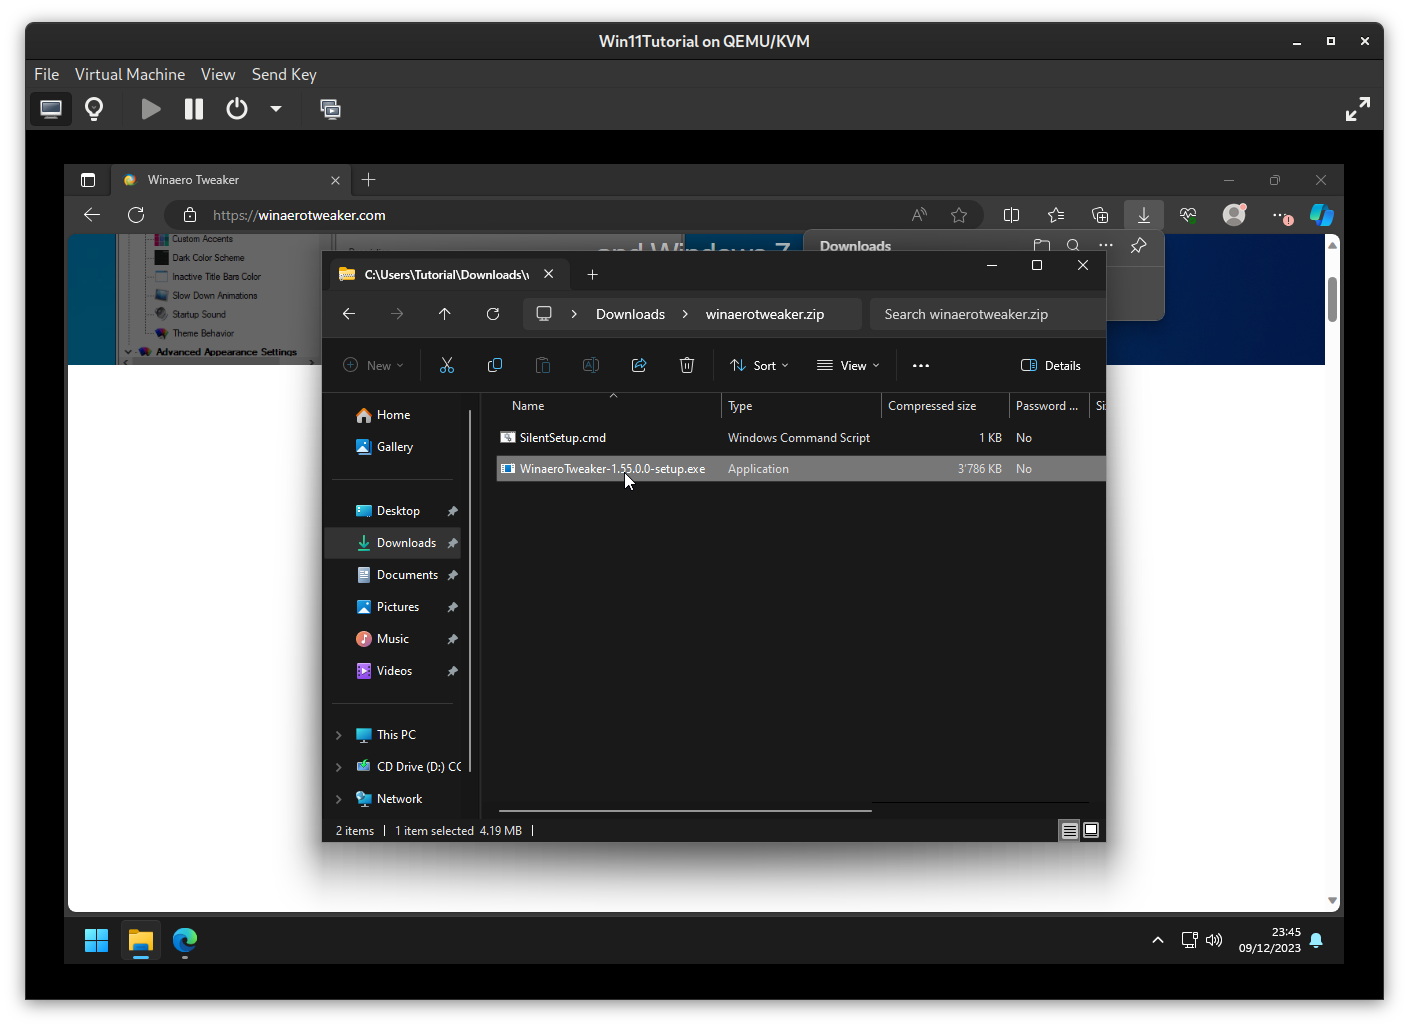 Win11Tutorial on QEMU/KVM
File Virtual Machine View Send Key
Winaero Tweaker
https://winaerotweaker.com
Downloads
Custom Accents
Dark Color Scheme
Inactive Title Bars Color
Slow Down Animations
Startup Sound
Theme Behavior
Advanced Appearance Settings
and Windows 7
C:\Users\Tutorial\Downloads\
Downloads > winaerotweaker.zip
Search winaerotweaker.zip
New Sort View Details
Name Type Compressed size Password ... Si
SilentSetup.cmd Windows Command Script 1 KB No
WinaeroTweaker-1.55.0.0-setup.exe Application 3'786 KB No
Home
Gallery
Desktop
Downloads
Documents
Pictures
Music
Videos
This PC
CD Drive (D:) CC
Network
2 items 1 item selected 4.19 MB
23:45
09/12/2023